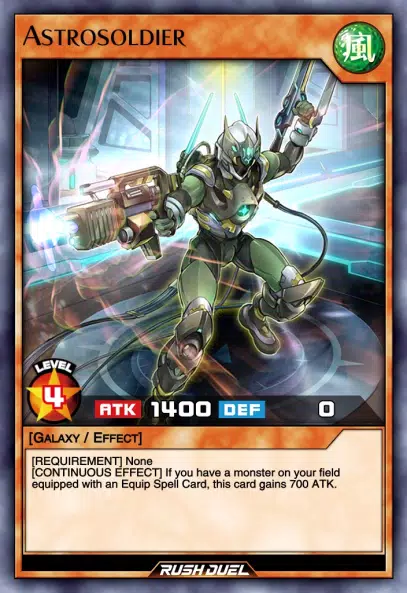 ASTROSOLDIER
風
LEVEL
4
ATK 1400 DEF 0
[GALAXY / EFFECT]
[REQUIREMENT] None
[CONTINUOUS EFFECT] If you have a monster on your field
equipped with an Equip Spell Card, this card gains 700 ATK.
RUSH DUEL